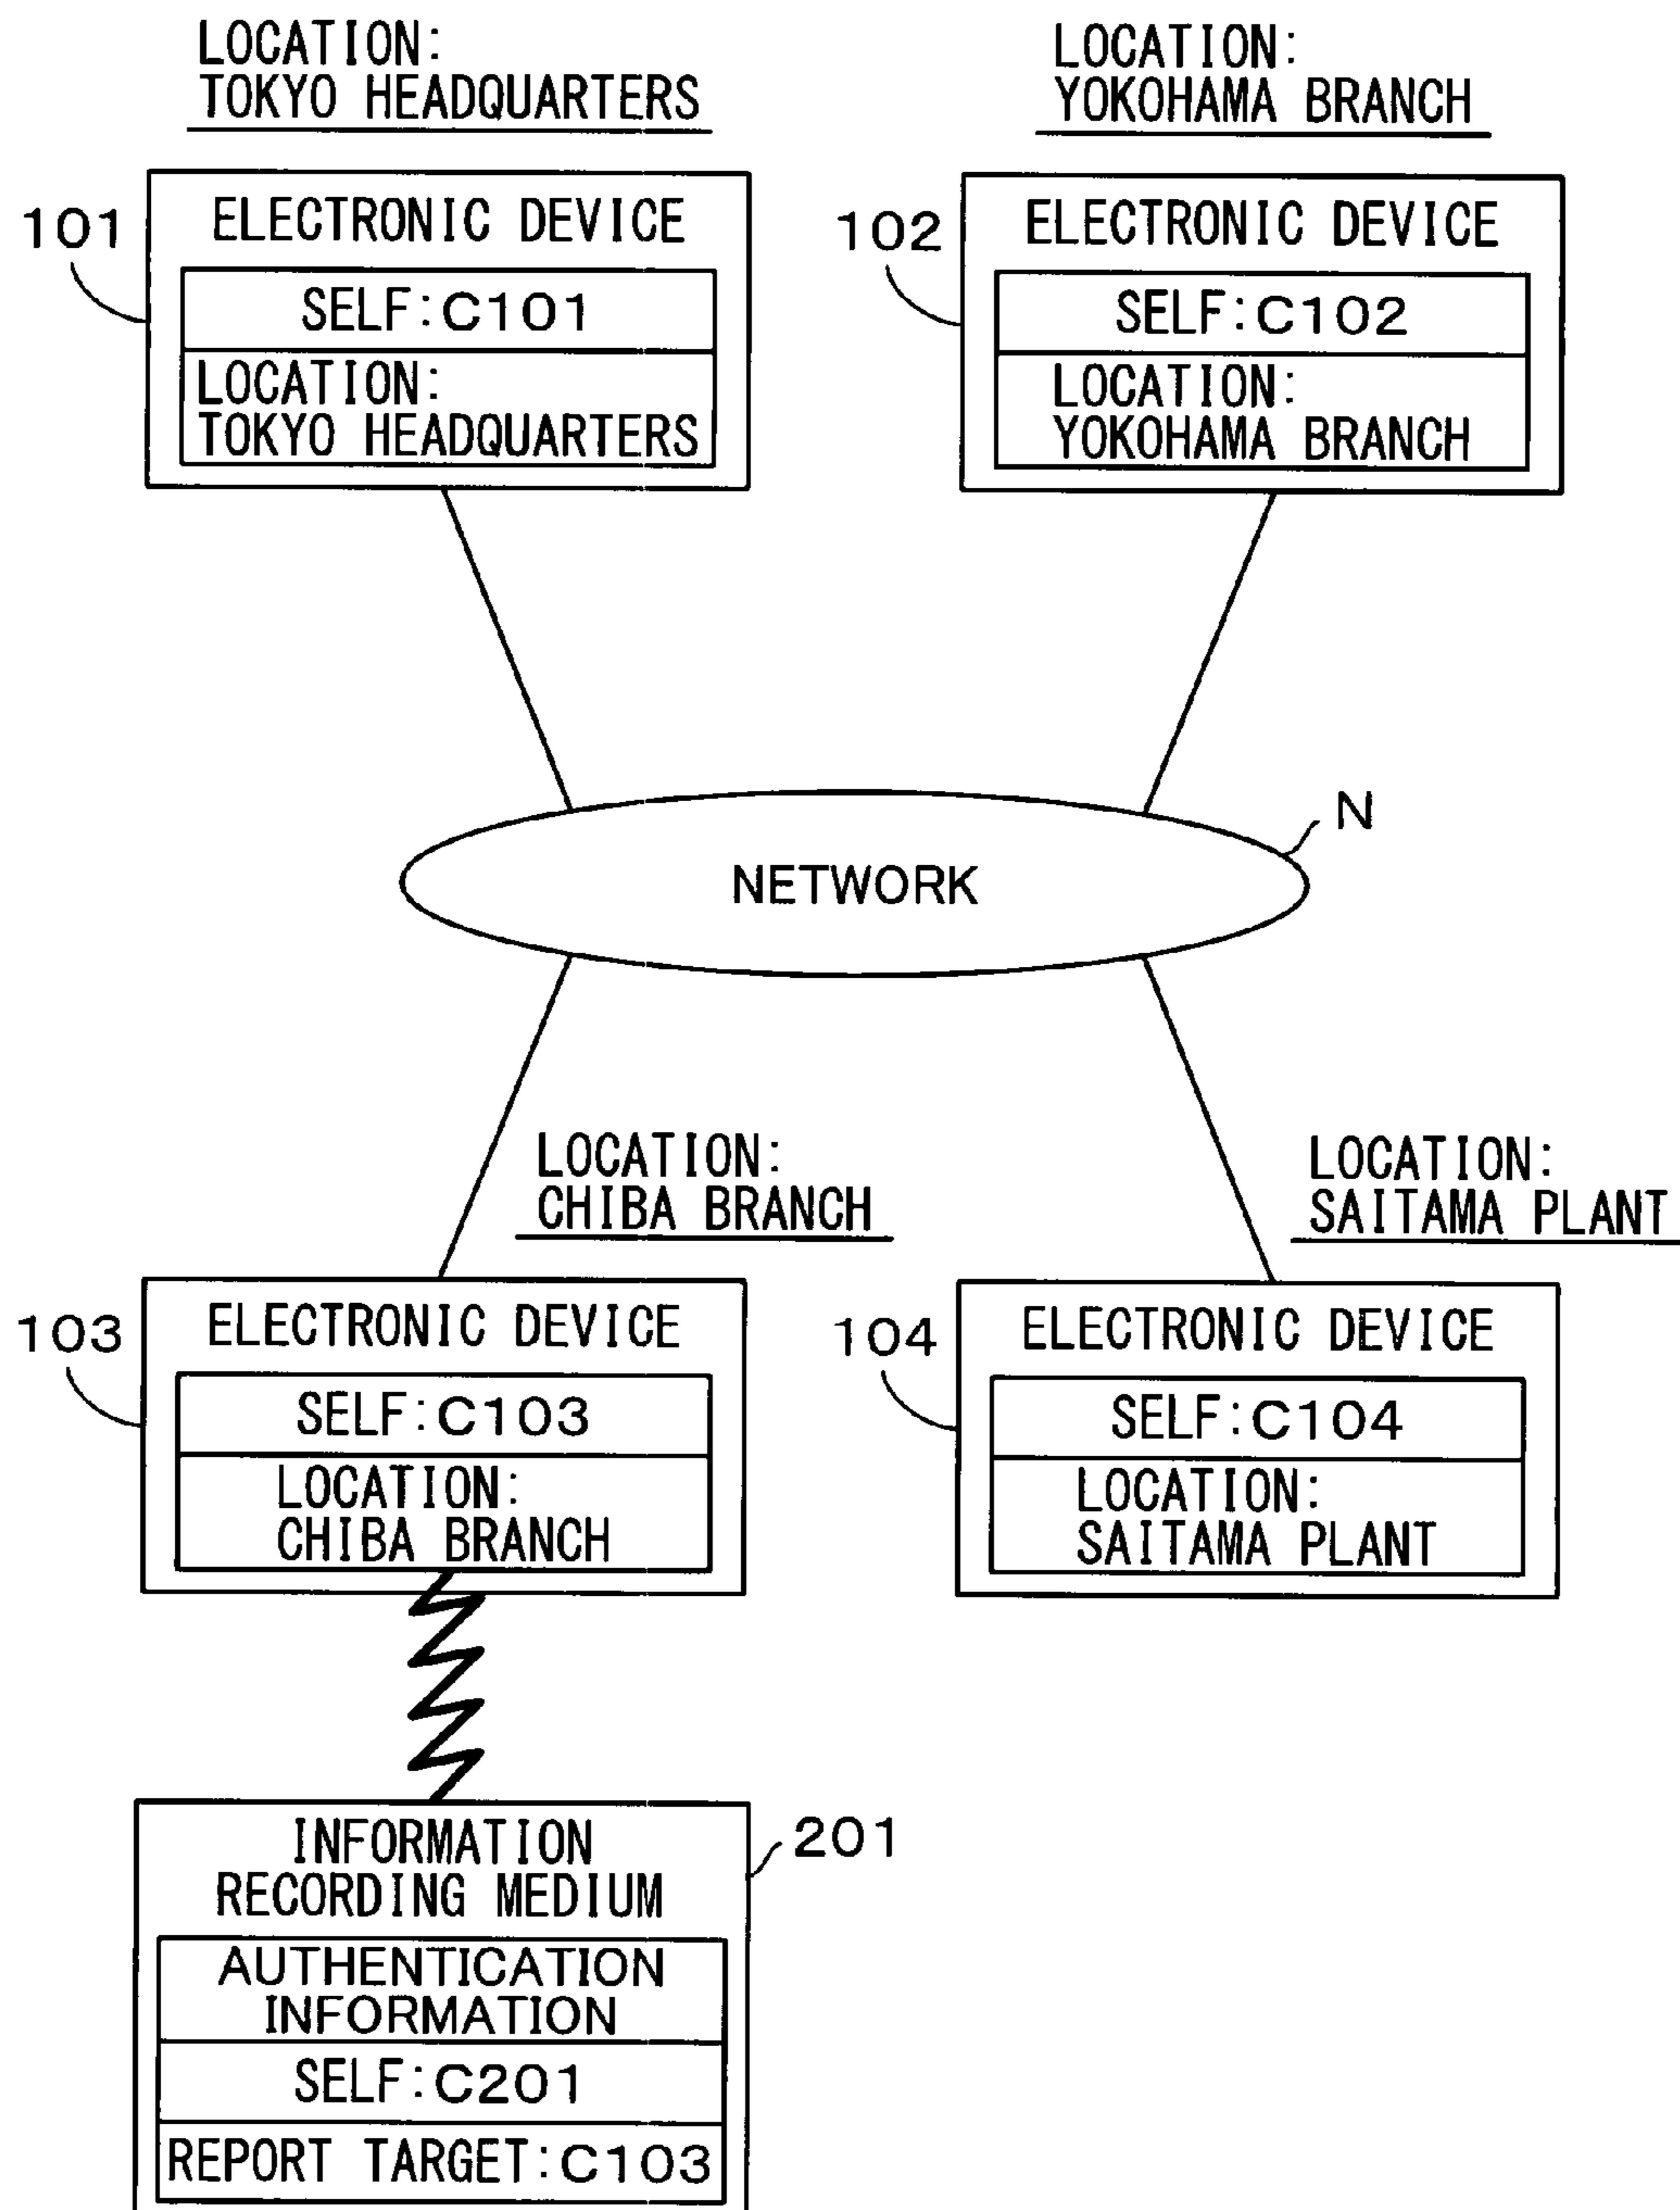 LOCATION:
TOKYO HEADQUARTERS
LOCATION:
YOKOHAMA BRANCH
101
ELECTRONIC DEVICE
SELF:C101
LOCATION:
TOKYO HEADQUARTERS
102
ELECTRONIC DEVICE
SELF:C102
LOCATION:
YOKOHAMA BRANCH
N
NETWORK
LOCATION:
CHIBA BRANCH
LOCATION:
SAITAMA PLANT
103
ELECTRONIC DEVICE
SELF:C103
LOCATION:
CHIBA BRANCH
104
ELECTRONIC DEVICE
SELF:C104
LOCATION:
SAITAMA PLANT
201
INFORMATION
RECORDING MEDIUM
AUTHENTICATION
INFORMATION
SELF:C201
REPORT TARGET:C103